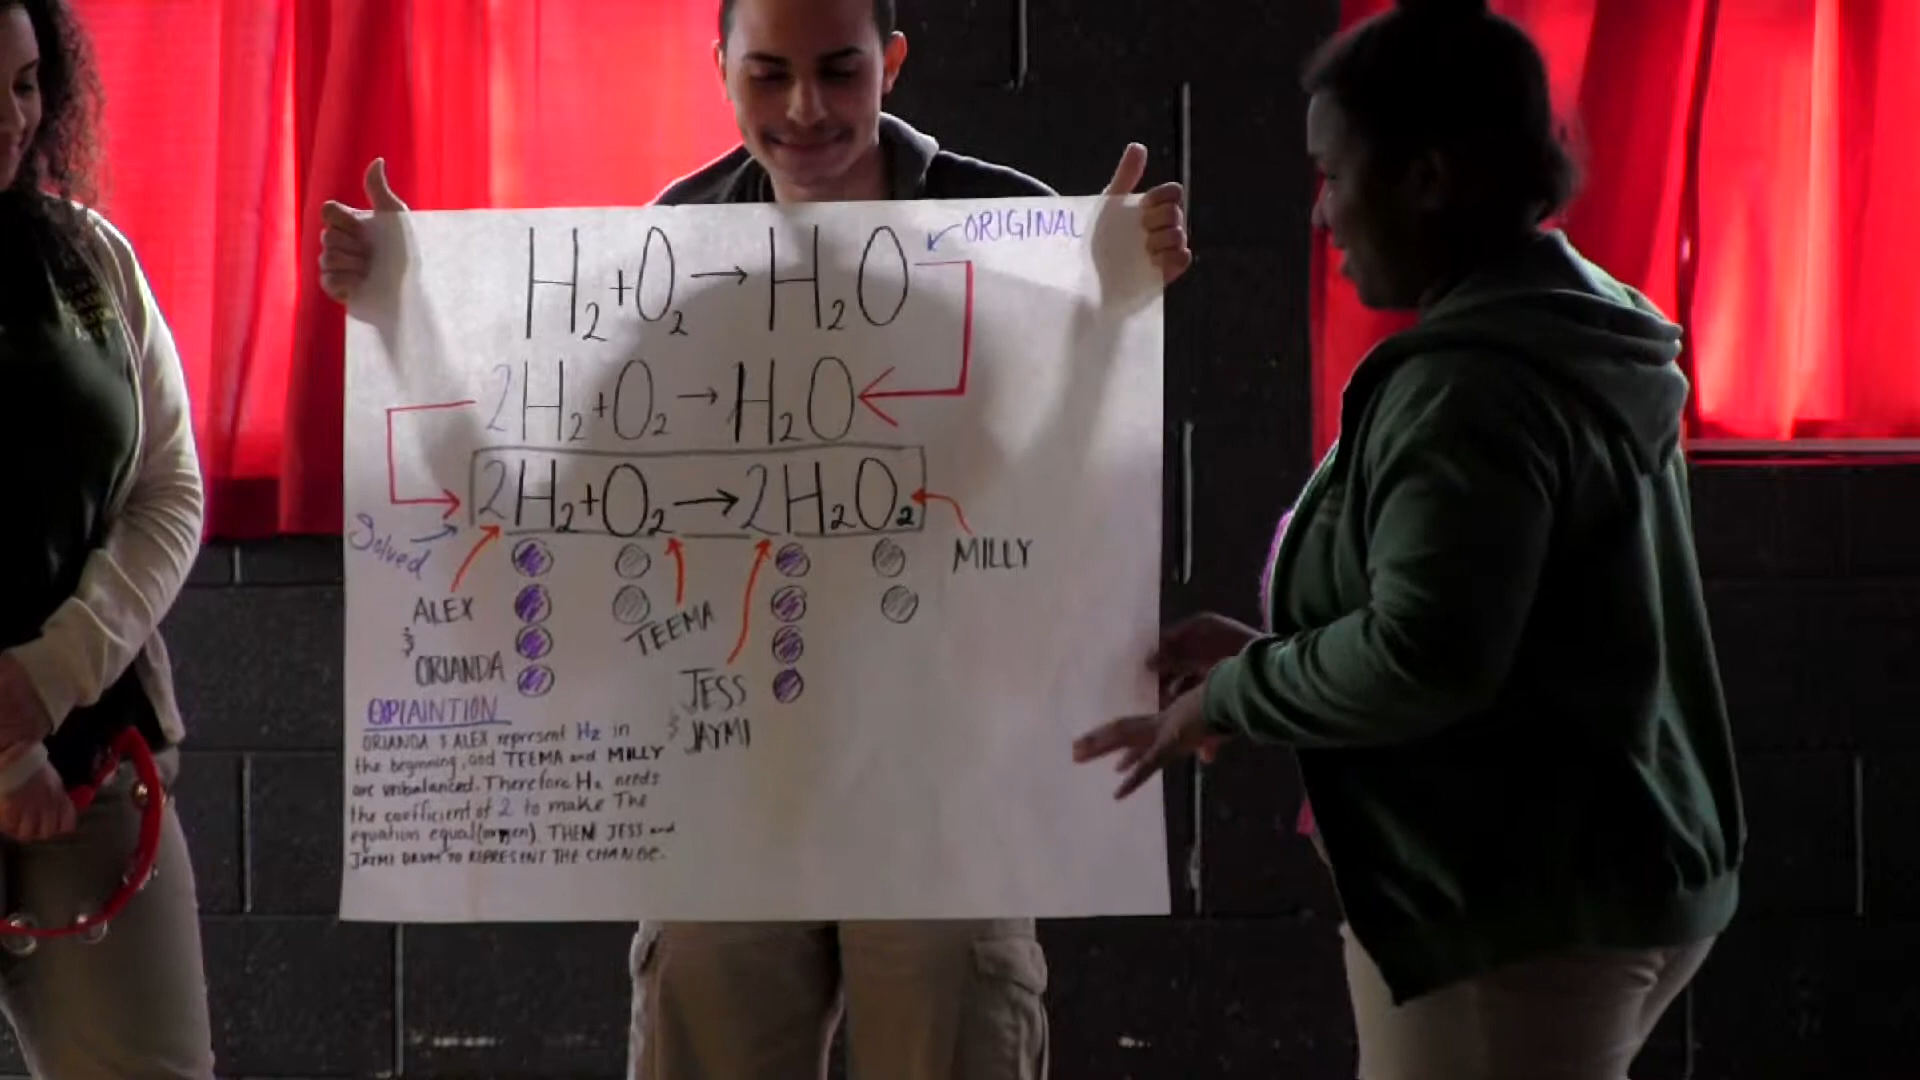 H₂+O₂→H₂O
ORIGINAL
2H₂+O₂→H₂O
2H₂+O₂→2H₂O₂
Solved
MILLY
ALEX
&
ORIANDA
TEEMA
JESS
& JAYMI
EXPLAINTION
ORIANDA & ALEX represent H₂ in
the beginning, and TEEMA and MILLY
are unbalanced. Therefore H₂ needs
the coefficient of 2 to make The
equation equal (oxygen). THEN JESS and
JAYMI DRUM TO REPRESENT THE CHANGE.